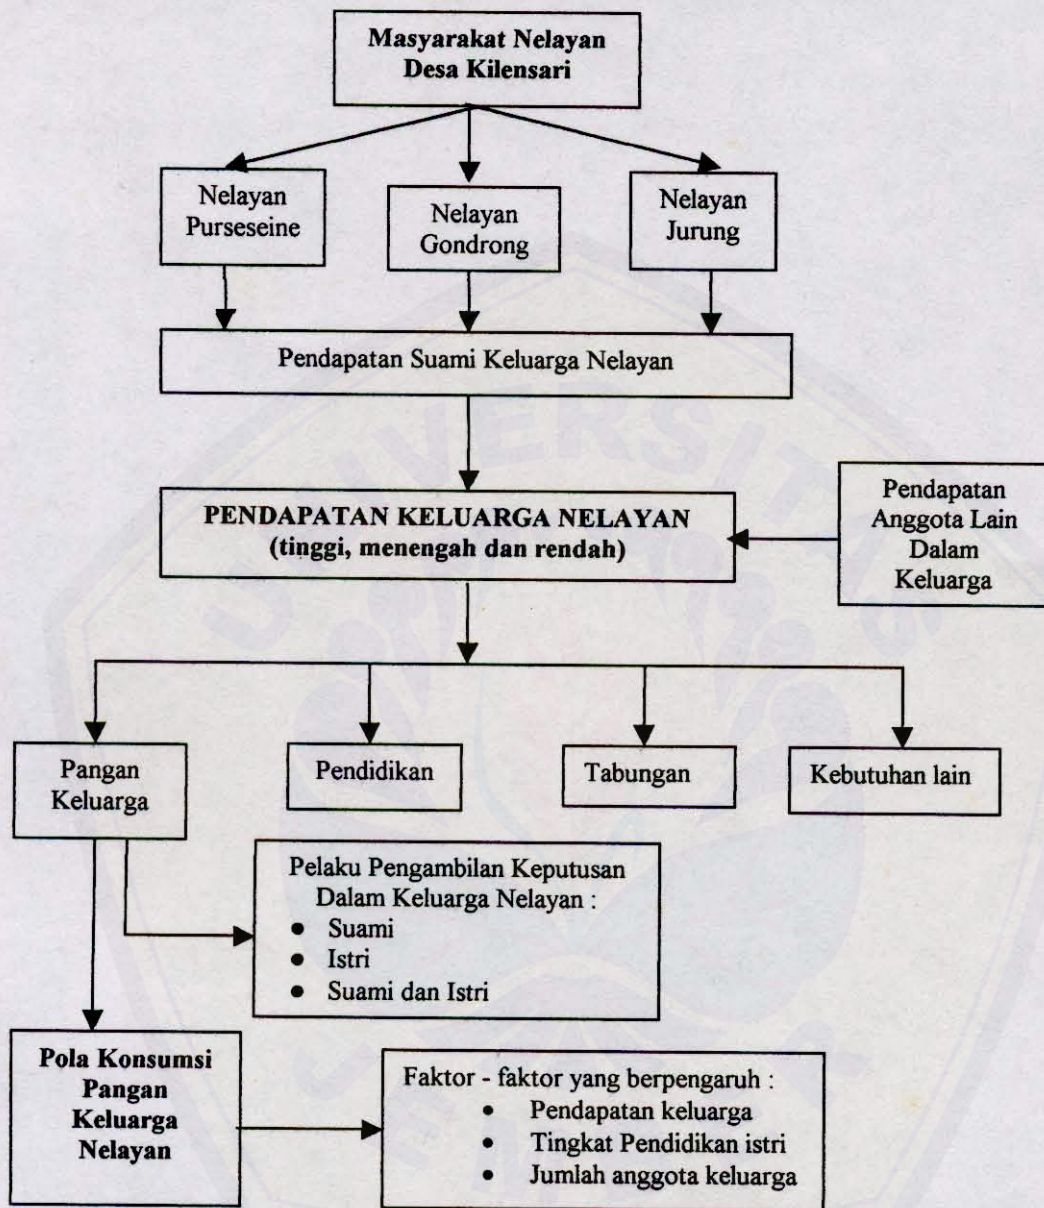 Masyarakat Nelayan
Desa Kilensari
Nelayan
Purseseine
Nelayan
Gondrong
Nelayan
Jurung
Pendapatan Suami Keluarga Nelayan
PENDAPATAN KELUARGA NELAYAN
(tinggi, menengah dan rendah)
Pendapatan
Anggota Lain
Dalam
Keluarga
Pangan
Keluarga
Pendidikan
Tabungan
Kebutuhan lain
Pelaku Pengambilan Keputusan
Dalam Keluarga Nelayan :
• Suami
• Istri
• Suami dan Istri
Pola Konsumsi
Pangan
Keluarga
Nelayan
Faktor - faktor yang berpengaruh :
• Pendapatan keluarga
• Tingkat Pendidikan istri
• Jumlah anggota keluarga
UNIVERSITAS
JEMBER